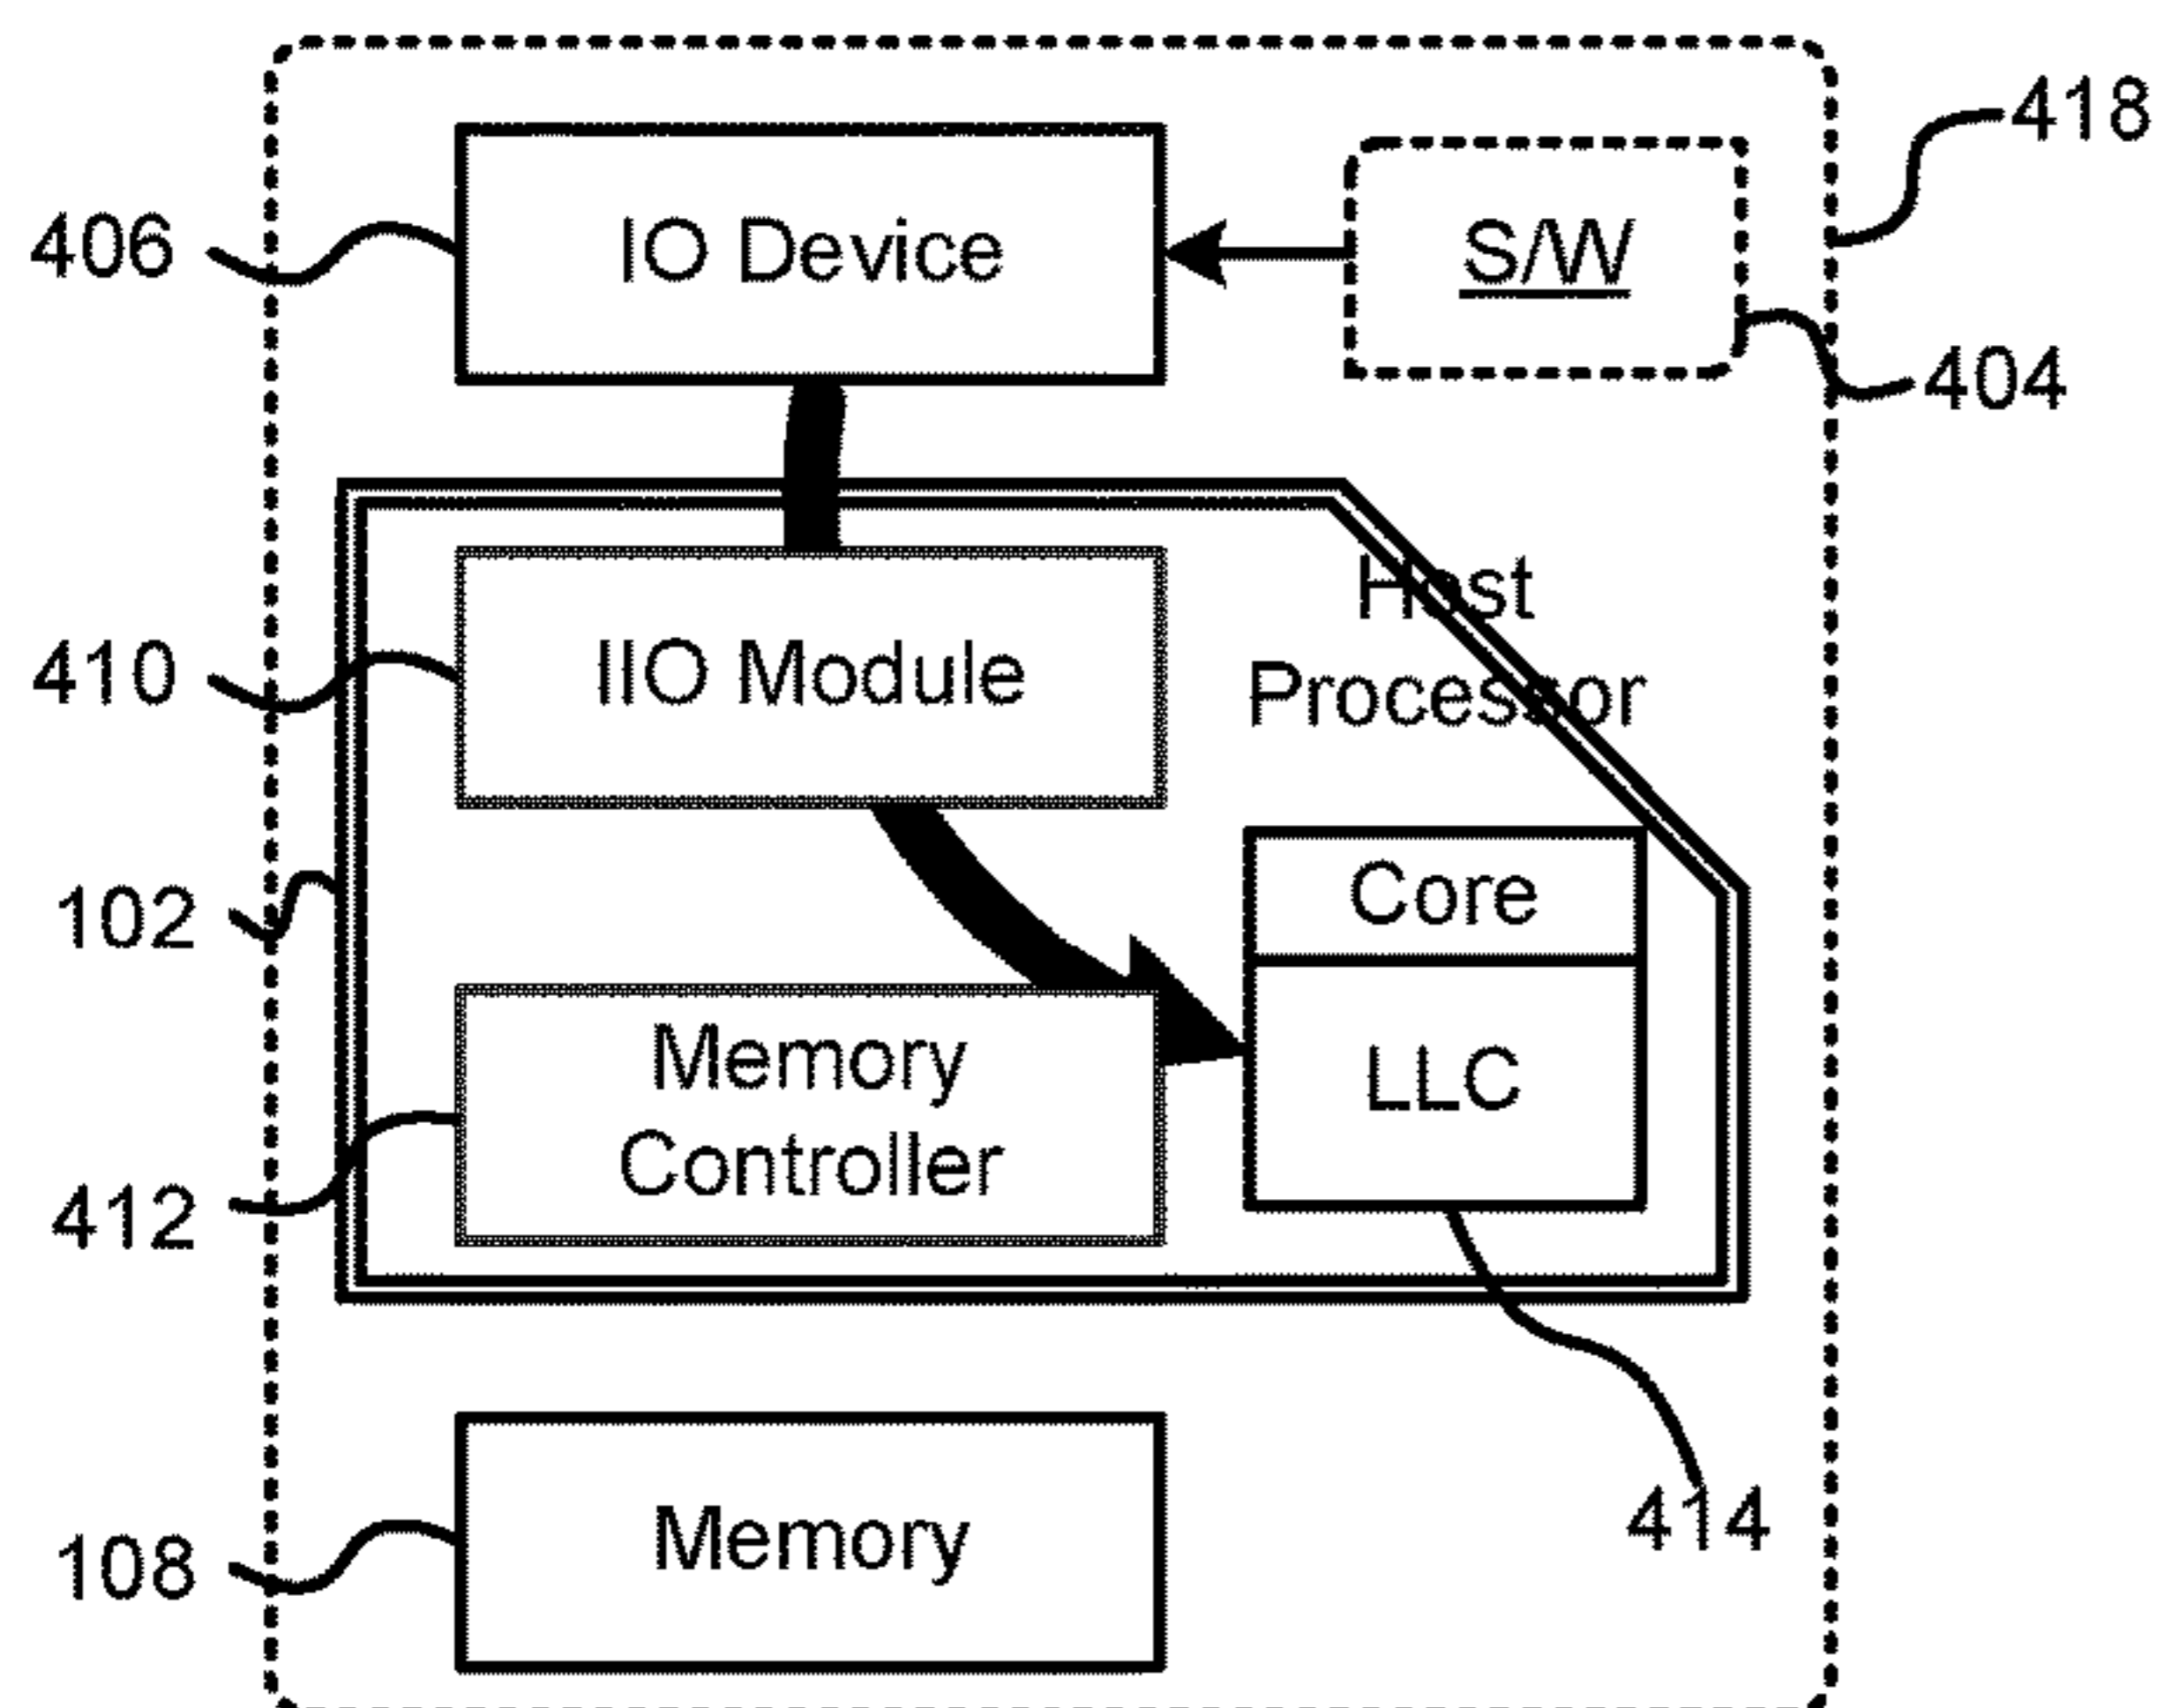 418
406
IO Device
S/W
404
Host
410
IIO Module
Processor
102
Core
Memory
LLC
412
Controller
108
Memory
414